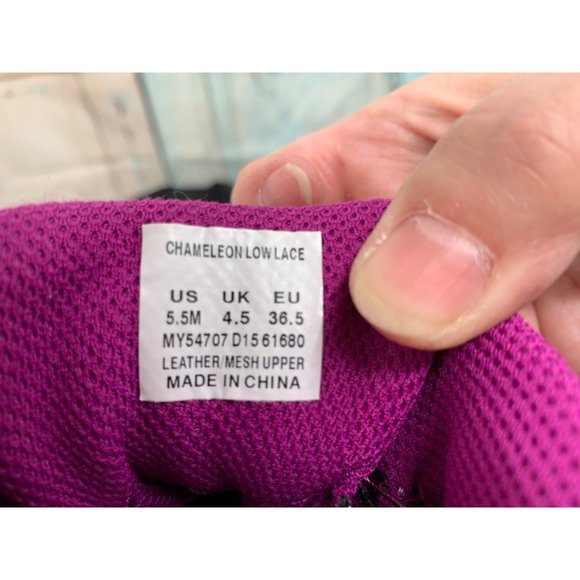 CHAMELEON LOW LACE
US UK EU
5.5M 4.5 36.5
MY54707 D15 61680
LEATHER/MESH UPPER
MADE IN CHINA